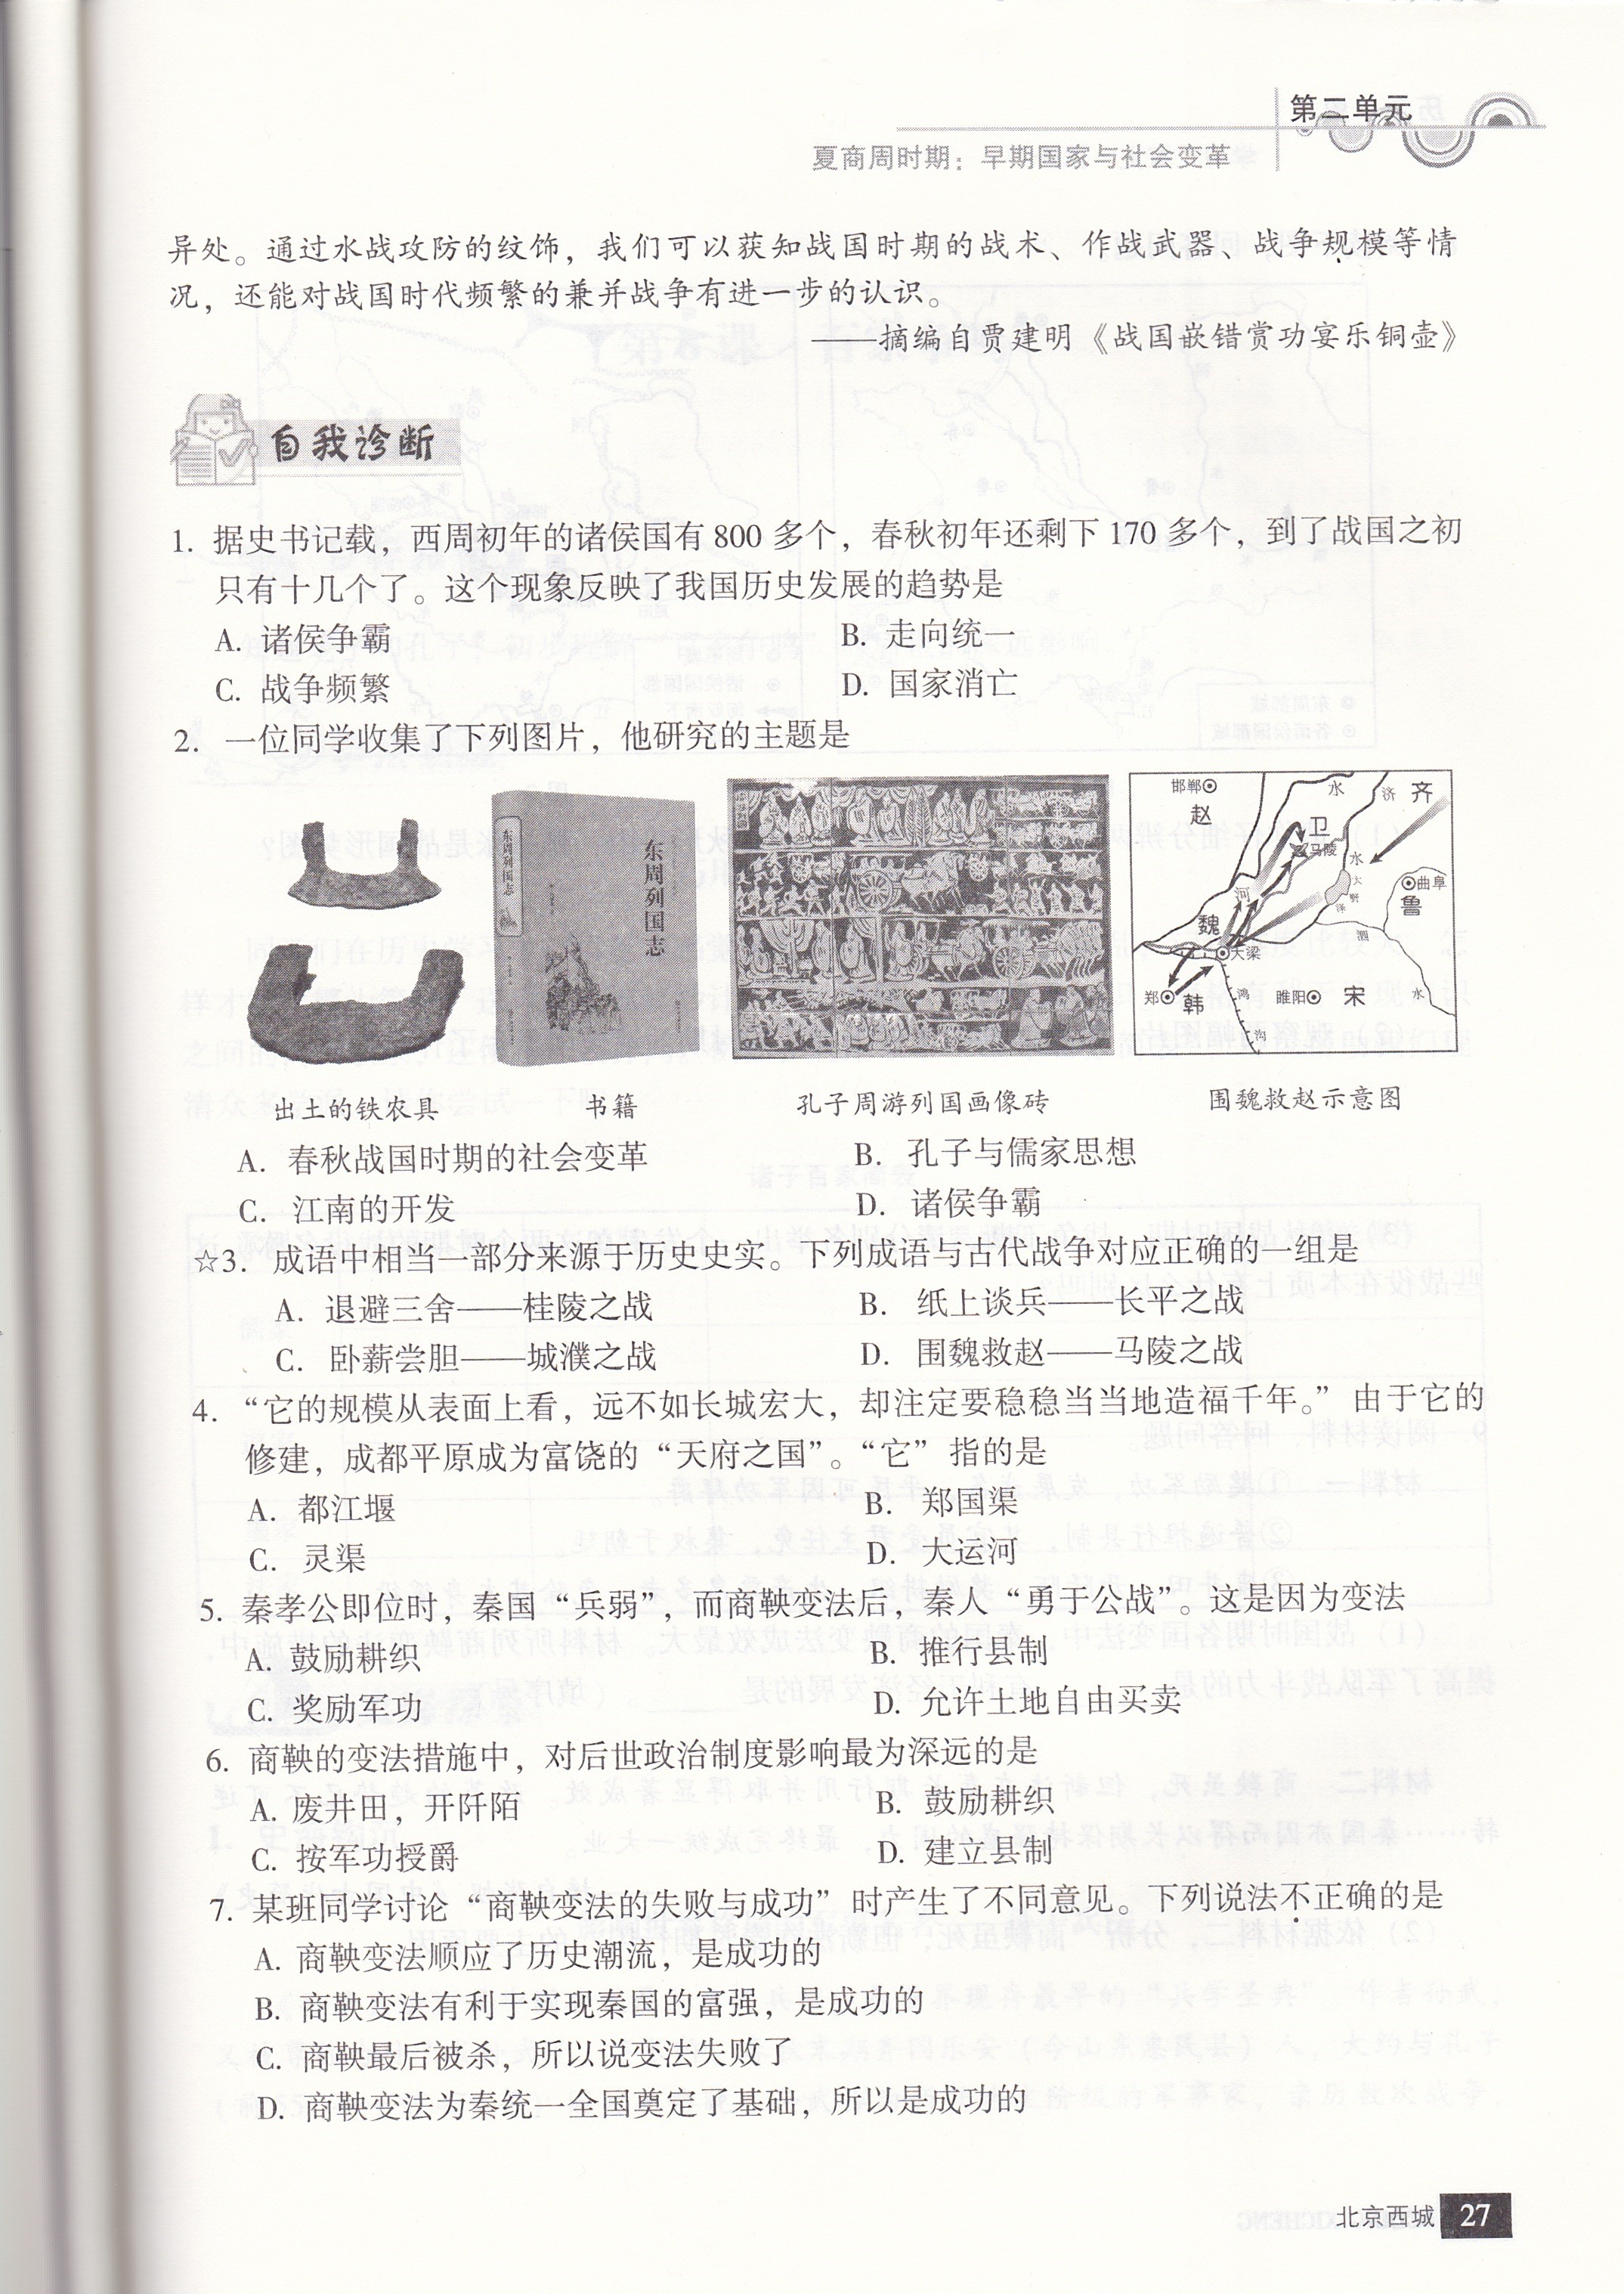 第二单元
夏商周时期：早期国家与社会变革
异处。通过水战攻防的纹饰，我们可以获知战国时期的战术、作战武器、战争规模等情
况，还能对战国时代频繁的兼并战争有进一步的认识。
——摘编自贾建明《战国嵌错赏功宴乐铜壶》
自我诊断
1. 据史书记载，西周初年的诸侯国有 800 多个，春秋初年还剩下 170 多个，到了战国之初
只有十几个了。这个现象反映了我国历史发展的趋势是
A. 诸侯争霸 B. 走向统一
C. 战争频繁 D. 国家消亡
2. 一位同学收集了下列图片，他研究的主题是
东周列国志
东周列国志
邯郸
赵
水
济
齐
卫
马陵
水
大
野
泽
曲阜
鲁
河
魏
大梁
泗
郑
韩
鸿
睢阳
宋
水
沟
出土的铁农具 书籍 孔子周游列国画像砖 围魏救赵示意图
A. 春秋战国时期的社会变革 B. 孔子与儒家思想
C. 江南的开发 D. 诸侯争霸
☆3. 成语中相当一部分来源于历史史实。下列成语与古代战争对应正确的一组是
A. 退避三舍——桂陵之战 B. 纸上谈兵——长平之战
C. 卧薪尝胆——城濮之战 D. 围魏救赵——马陵之战
4. “它的规模从表面上看，远不如长城宏大，却注定要稳稳当当地造福千年。”由于它的
修建，成都平原成为富饶的“天府之国”。“它”指的是
A. 都江堰 B. 郑国渠
C. 灵渠 D. 大运河
5. 秦孝公即位时，秦国“兵弱”，而商鞅变法后，秦人“勇于公战”。这是因为变法
A. 鼓励耕织 B. 推行县制
C. 奖励军功 D. 允许土地自由买卖
6. 商鞅的变法措施中，对后世政治制度影响最为深远的是
A. 废井田，开阡陌 B. 鼓励耕织
C. 按军功授爵 D. 建立县制
7. 某班同学讨论“商鞅变法的失败与成功”时产生了不同意见。下列说法不正确的是
A. 商鞅变法顺应了历史潮流，是成功的
B. 商鞅变法有利于实现秦国的富强，是成功的
C. 商鞅最后被杀，所以说变法失败了
D. 商鞅变法为秦统一全国奠定了基础，所以是成功的
北京西城 27